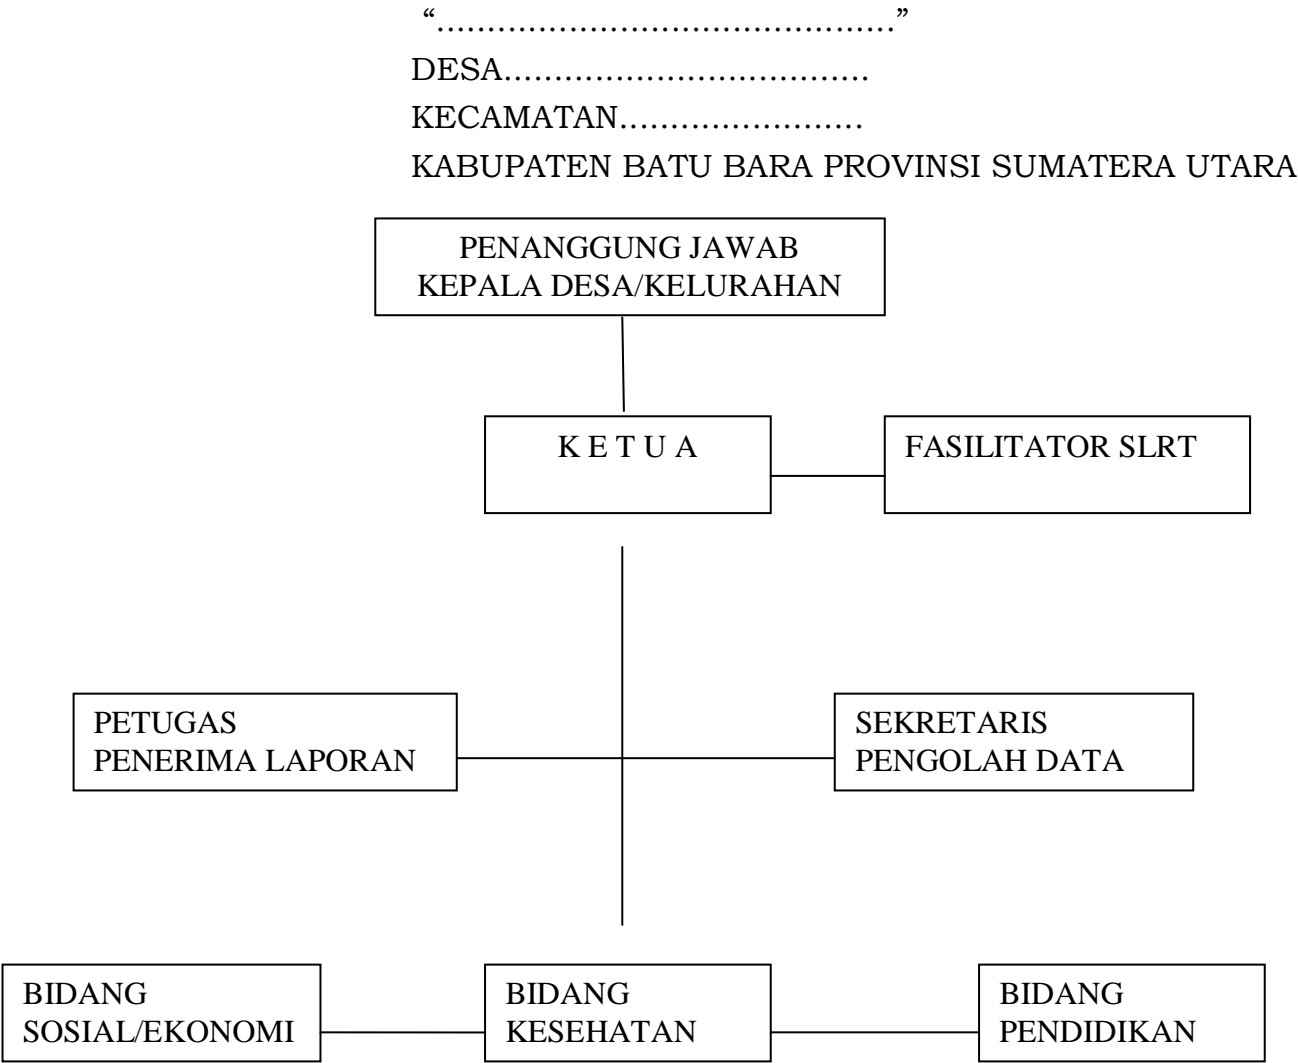 “………………………………………”
DESA………………………………
KECAMATAN……………………
KABUPATEN BATU BARA PROVINSI SUMATERA UTARA
PENANGGUNG JAWAB
KEPALA DESA/KELURAHAN
K E T U A
FASILITATOR SLRT
PETUGAS
PENERIMA LAPORAN
SEKRETARIS
PENGOLAH DATA
BIDANG
SOSIAL/EKONOMI
BIDANG
KESEHATAN
BIDANG
PENDIDIKAN